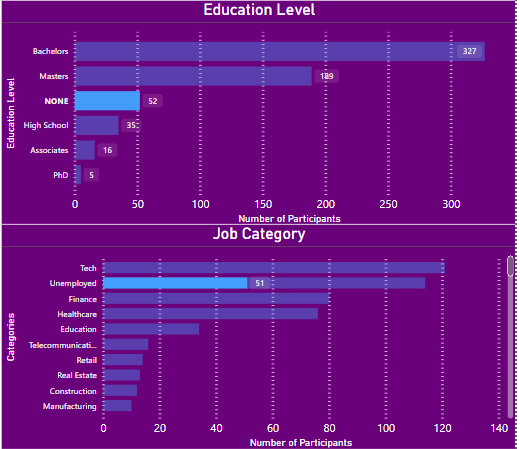 Education Level
Education Level
Bachelors 327
Masters 189
NONE 52
High School 35
Associates 16
PhD 5
0 50 100 150 200 250 300
Number of Participants
Job Category
Categories
Tech
Unemployed 51
Finance
Healthcare
Education
Telecommunicati...
Retail
Real Estate
Construction
Manufacturing
0 20 40 60 80 100 120 140
Number of Participants